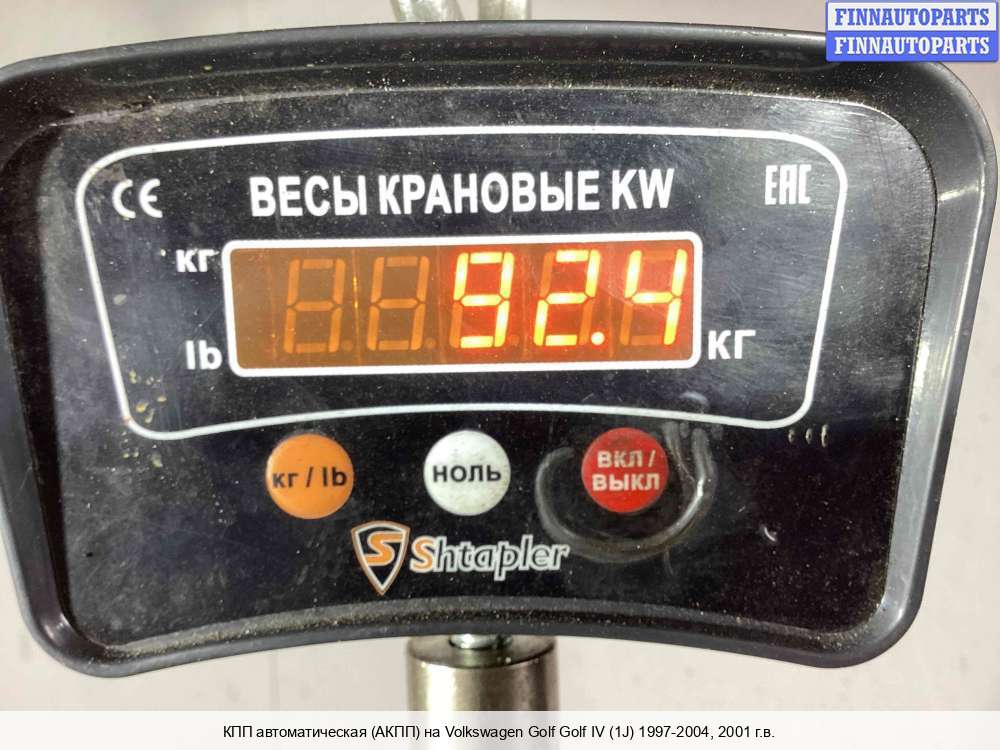 FINNAUTOPARTS
FINNAUTOPARTS
CE EAC
ВЕСЫ КРАНОВЫЕ KW
кг
92.4
lb
КГ
кг / lb
НОЛЬ
ВКЛ /
ВЫКЛ
S Shtapler
КПП автоматическая (АКПП) на Volkswagen Golf Golf IV (1J) 1997-2004, 2001 г.в.